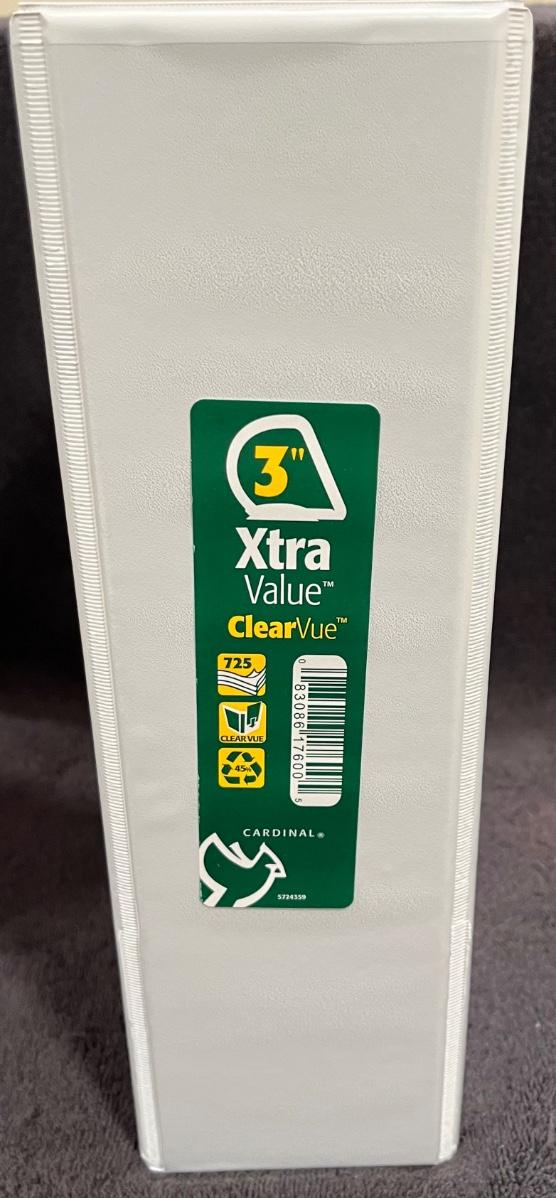 3"
Xtra
Value™
ClearVue™
725
CLEAR VUE
45%
0 83086 17600 5
CARDINAL®
5724359